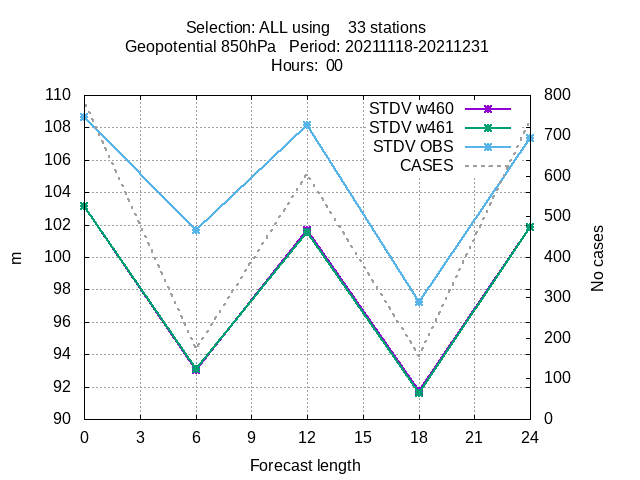 Selection: ALL using    33 stations
Geopotential 850hPa   Period: 20211118-20211231
Hours:  00
110
108
106
104
102
100
98
96
94
92
90
800
700
600
500
400
300
200
100
0
STDV w460
STDV w461
STDV OBS
CASES
m
No cases
0 3 6 9 12 15 18 21 24
Forecast length